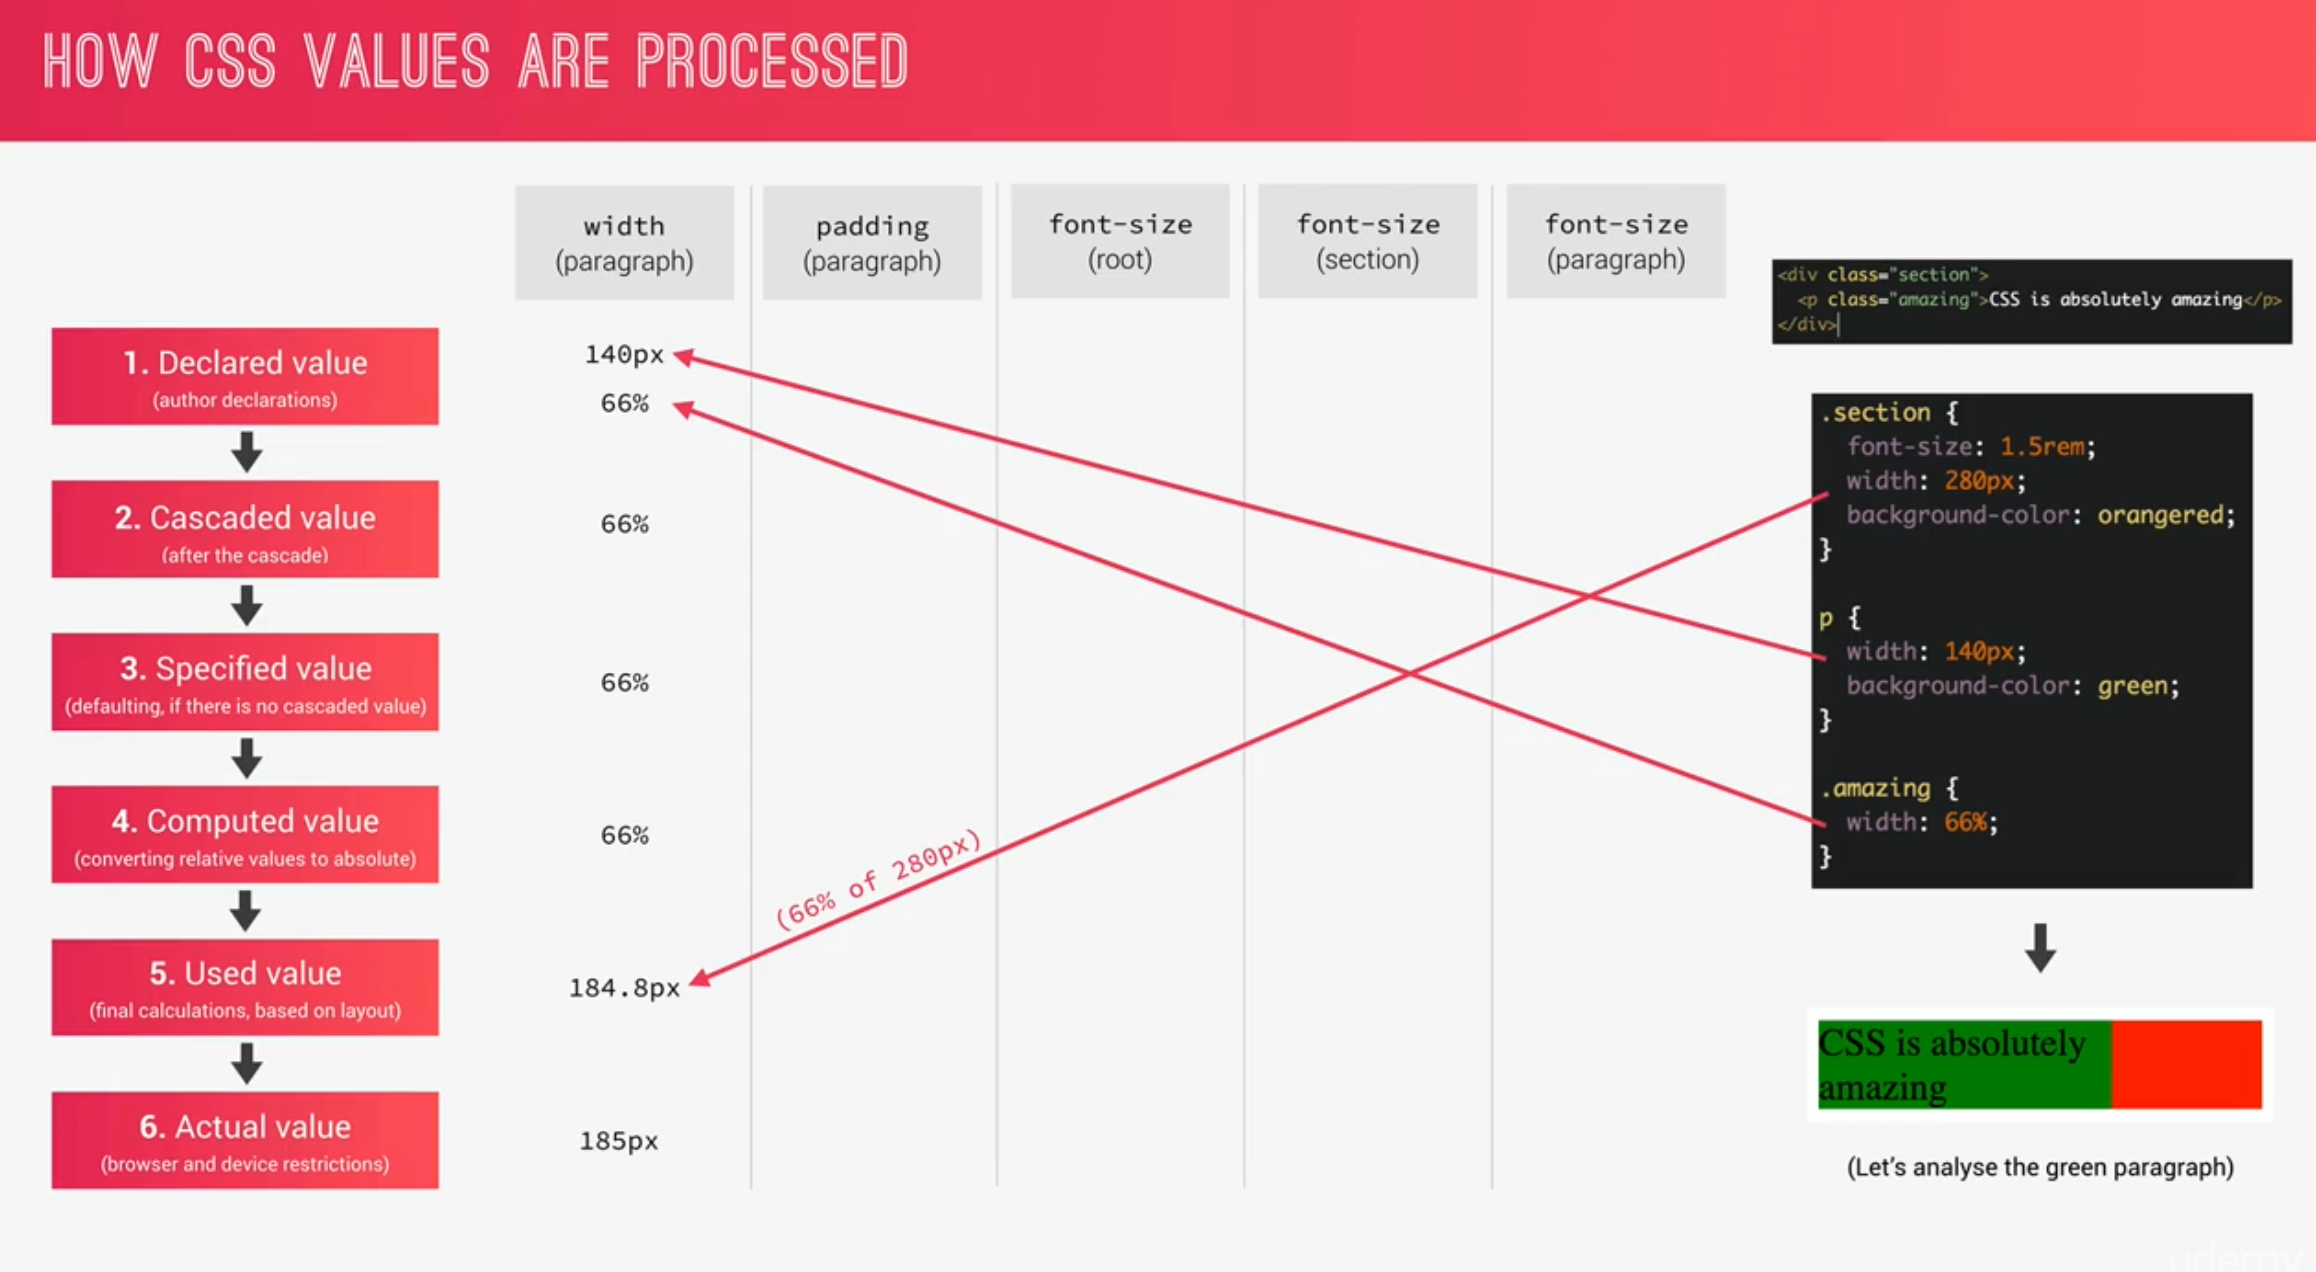 HOW CSS VALUES ARE PROCESSED
width
(paragraph)
padding
(paragraph)
font-size
(root)
font-size
(section)
font-size
(paragraph)
1. Declared value
(author declarations)
2. Cascaded value
(after the cascade)
3. Specified value
(defaulting, if there is no cascaded value)
4. Computed value
(converting relative values to absolute)
5. Used value
(final calculations, based on layout)
6. Actual value
(browser and device restrictions)
140px
66%
66%
66%
66%
184.8px
185px
(66% of 280px)
<div class="section">
<p class="amazing">CSS is absolutely amazing</p>
</div>
.section {
font-size: 1.5rem;
width: 280px;
background-color: orangered;
}
p {
width: 140px;
background-color: green;
}
.amazing {
width: 66%;
}
CSS is absolutely
amazing
(Let's analyse the green paragraph)
udemy